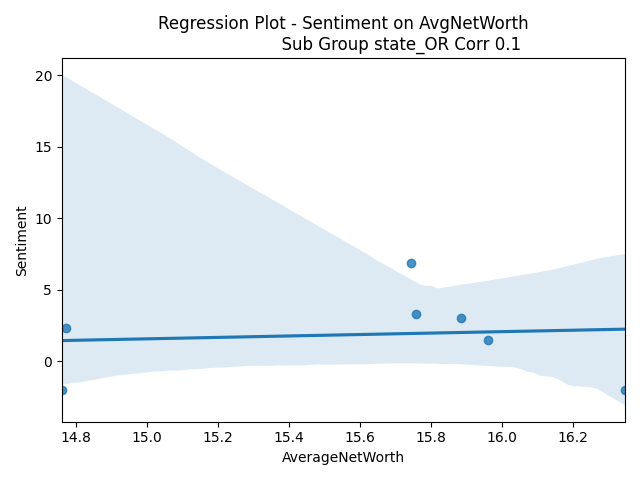 Regression Plot - Sentiment on AvgNetWorth
Sub Group state_OR Corr 0.1
20
15
10
5
0
Sentiment
14.8 15.0 15.2 15.4 15.6 15.8 16.0 16.2
AverageNetWorth